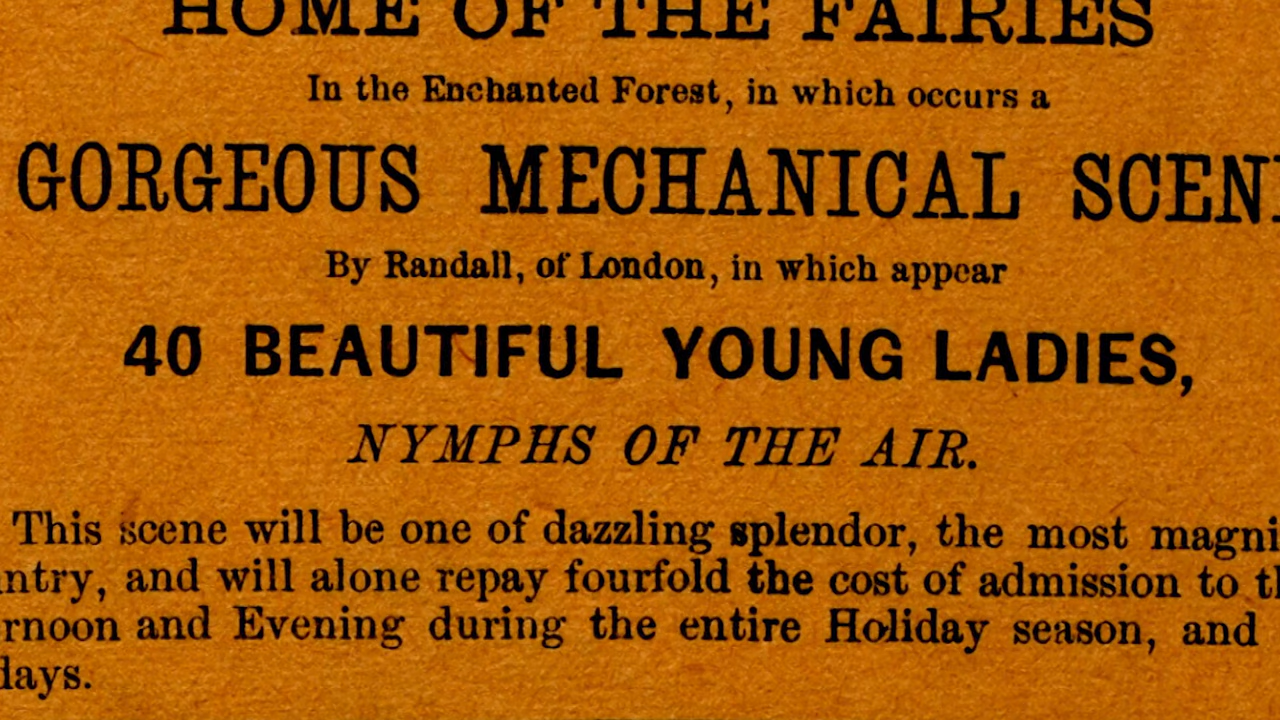 HOME OF THE FAIRIES
In the Enchanted Forest, in which occurs a
GORGEOUS MECHANICAL SCEN
By Randall, of London, in which appear
40 BEAUTIFUL YOUNG LADIES,
NYMPHS OF THE AIR.
This scene will be one of dazzling splendor, the most magni
ntry, and will alone repay fourfold the cost of admission to th
rnoon and Evening during the entire Holiday season, and
days.